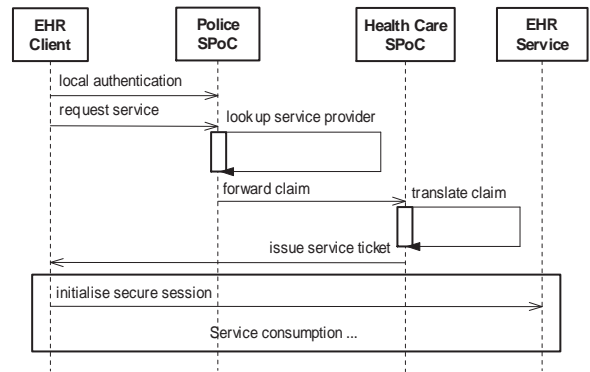 EHR
Client
Police
SPoC
Health Care
SPoC
EHR
Service
local authentication
request service
look up service provider
forward claim
translate claim
issue service ticket
initialise secure session
Service consumption ...